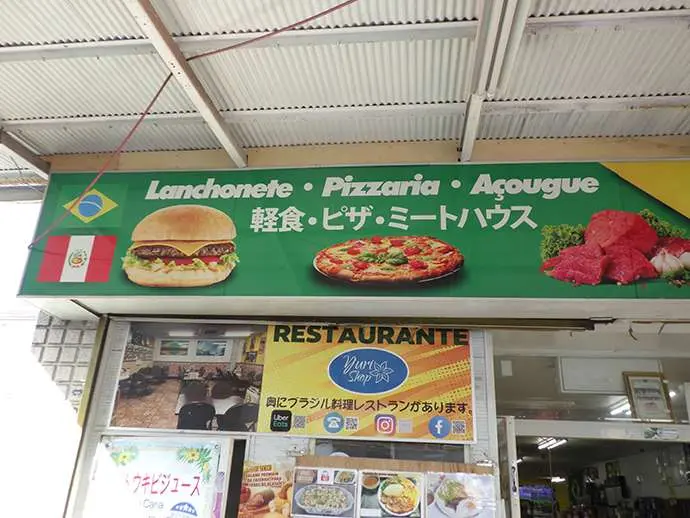 Lanchonete • Pizzaria • Açougue
軽食・ピザ・ミートハウス
RESTAURANTE
Yuri
Shop
奥にブラジル料理レストランがあります
Uber
Eats
ウキビジュース
Cana